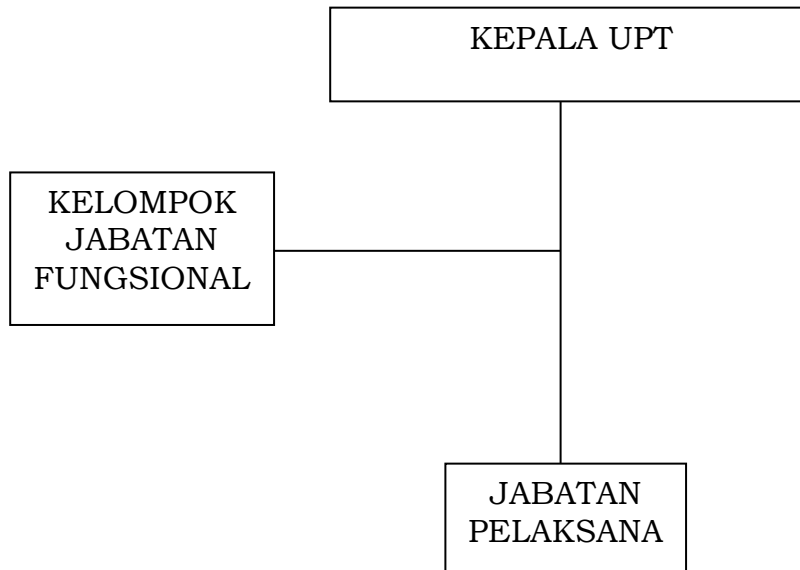 KEPALA UPT
KELOMPOK
JABATAN
FUNGSIONAL
JABATAN
PELAKSANA